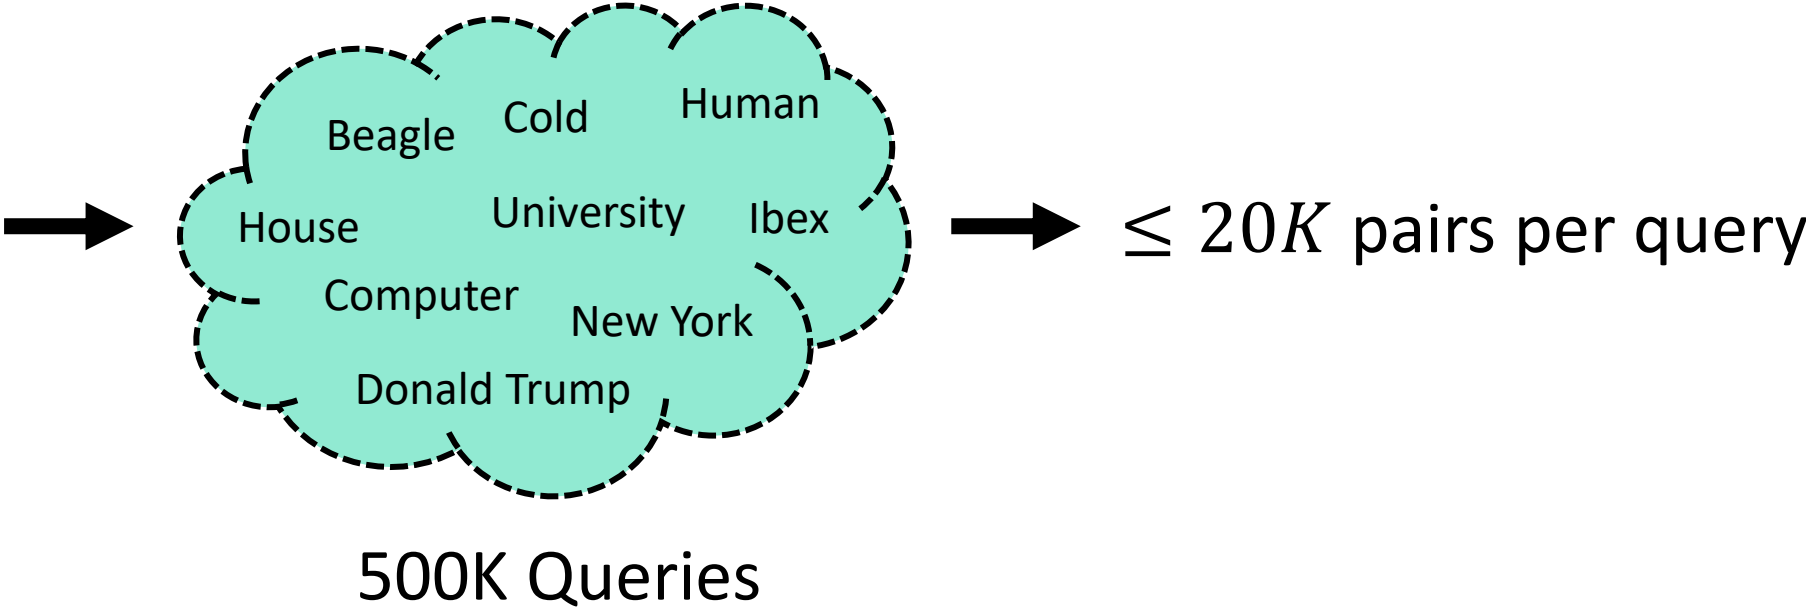 Beagle
Cold
Human
House
University
Ibex
Computer
New York
Donald Trump
≤ 20K pairs per query
500K Queries